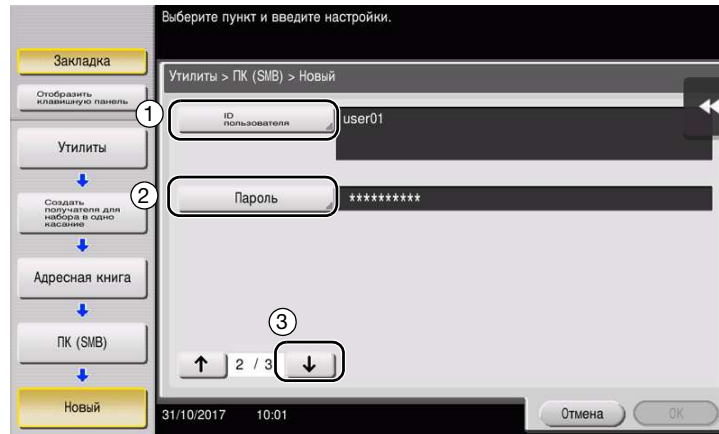 Выберите пункт и введите настройки.
Закладка
Отобразить
клавишную панель
Утилиты
Создать
получателя для
набора в одно
касание
Адресная книга
ПК (SMB)
Новый
Утилиты > ПК (SMB) > Новый
1
ID
пользователя
user01
2
Пароль
**********
3
↑ 2 / 3 ↓
31/10/2017 10:01
Отмена
OK